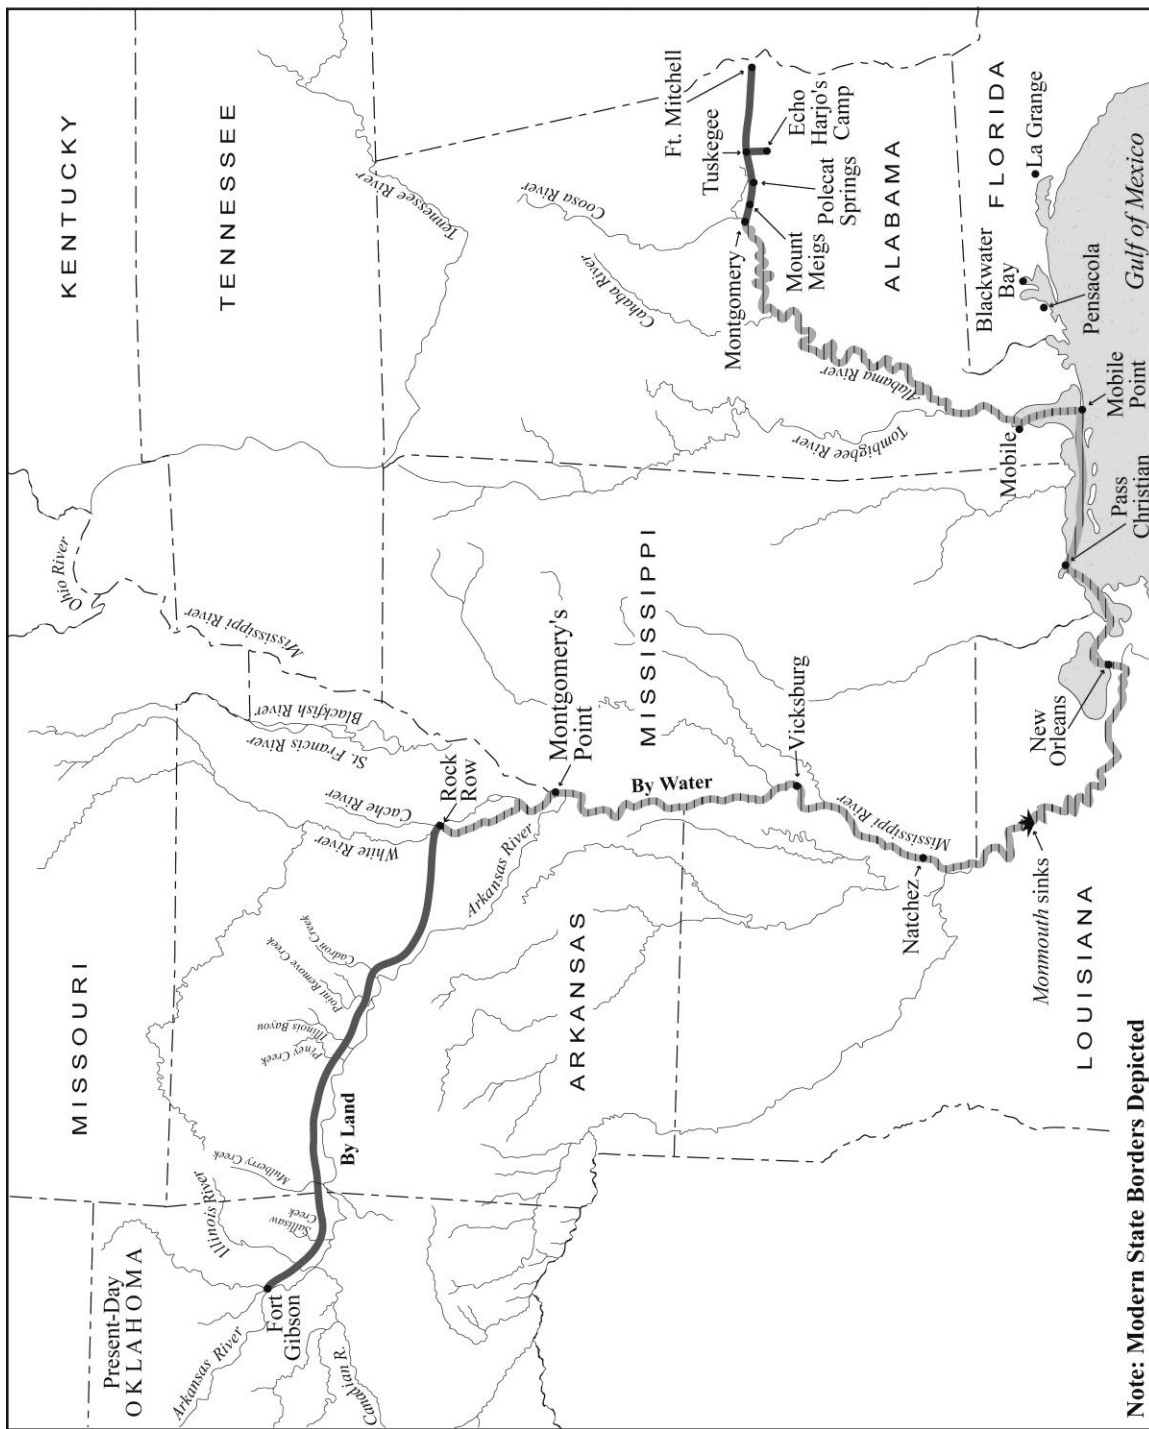 KENTUCKY
TENNESSEE
MISSOURI
Present-Day
OKLAHOMA
ARKANSAS
MISSISSIPPI
ALABAMA
FLORIDA
LOUISIANA
Ohio River
Mississippi River
Tennessee River
Blackfish River
St. Francis River
Cache River
White River
Arkansas River
Cadron Creek
Point Remove Creek
Illinois Bayou
Piney Creek
Mulberry Creek
Illinois River
Sallisaw
Creek
Arkansas River
Canadian R.
Fort
Gibson
By Land
Rock
Row
Montgomery's
Point
By Water
Vicksburg
Mississippi River
Natchez
Monmouth sinks
New
Orleans
Pass
Christian
Mobile
Point
Mobile
Tombigbee River
Alabama River
Cahaba River
Coosa River
Montgomery
Mount
Meigs
Polecat
Springs
Tuskegee
Echo
Harjo's
Camp
Ft. Mitchell
Blackwater
Bay
Pensacola
La Grange
Gulf of Mexico
Note: Modern State Borders Depicted